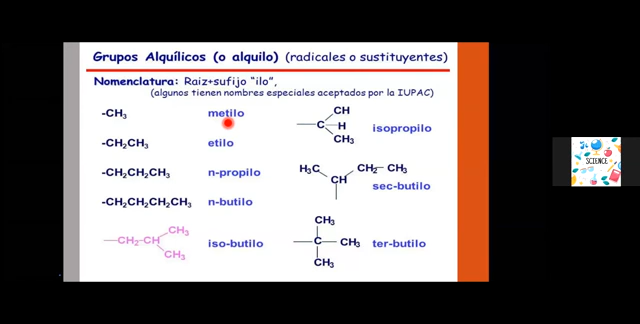 Grupos Alquílicos (o alquilo) (radicales o sustituyentes)
Nomenclatura: Raiz+sufijo "ilo",
(algunos tienen nombres especiales aceptados por la IUPAC)
-CH3 metilo
-CH2CH3 etilo
-CH2CH2CH3 n-propilo
-CH2CH2CH2CH3 n-butilo
CH2-CH CH3 CH3 iso-butilo
C CH H CH3 isopropilo
H3C CH CH2 CH3 sec-butilo
CH3 C CH3 CH3 ter-butilo
SCIENCE